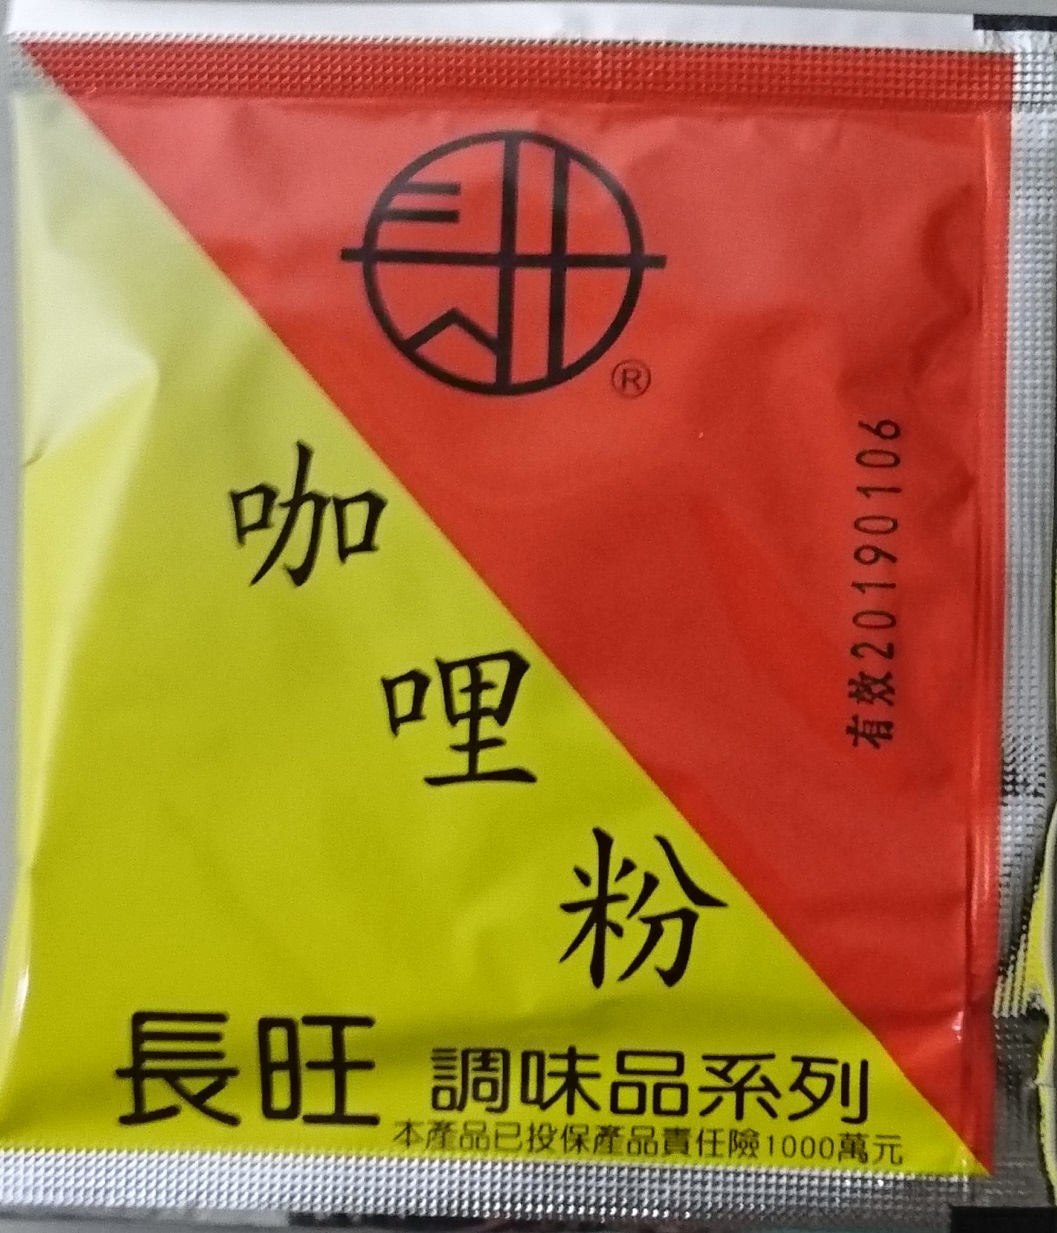 ®
咖哩粉
有效20190106
長旺 調味品系列
本產品已投保產品責任險1000萬元